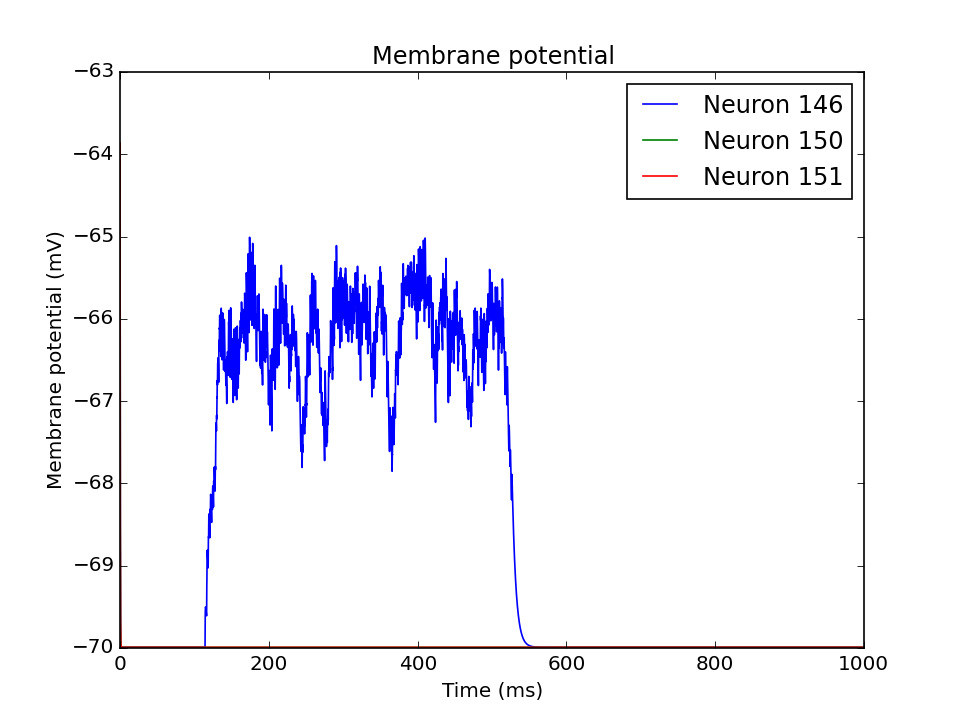 Membrane potential
Neuron 146
Neuron 150
Neuron 151
−63
−64
−65
−66
−67
−68
−69
−70
Membrane potential (mV)
0 200 400 600 800 1000
Time (ms)